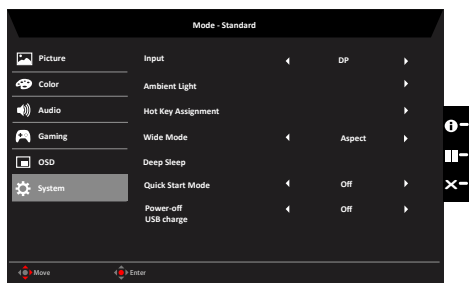 Mode - Standard
Picture
Input DP
Color
Ambient Light
Audio
Hot Key Assignment
Gaming
Wide Mode Aspect
OSD
Deep Sleep
System
Quick Start Mode Off
Power-off Off
USB charge
Move Enter